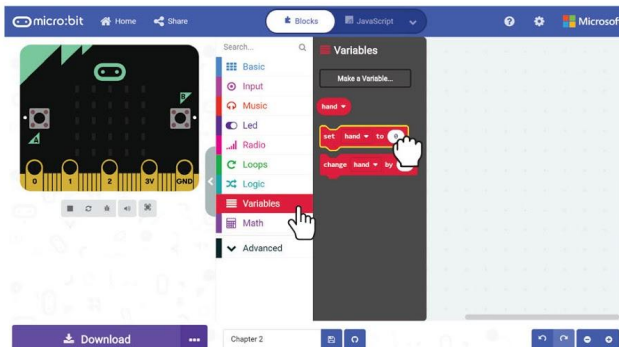 micro:bit Home Share Blocks JavaScript Microsoft
Search...
Basic
Input
Music
Led
Radio
Loops
Logic
Variables
Math
Advanced
Variables
Make a Variable...
hand
set hand to 0
change hand by
A
B
0 1 2 3V GND
Download
Chapter 2